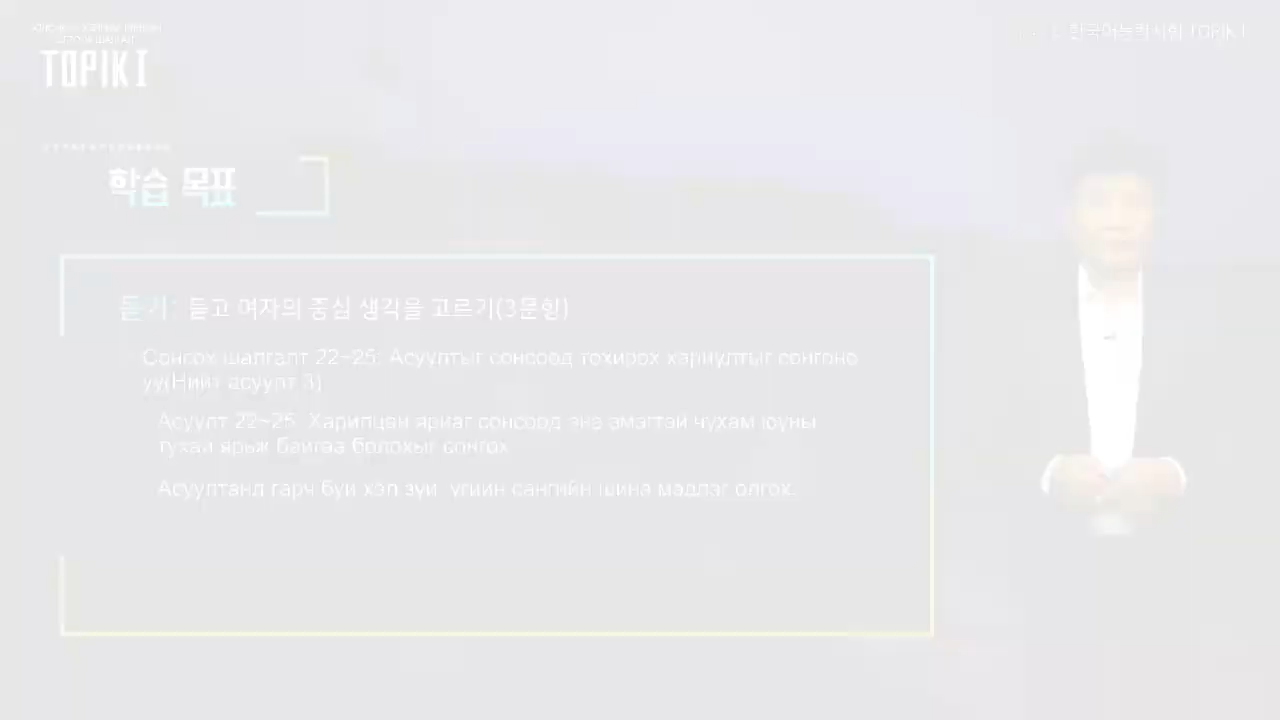 TOPIK I
한국어능력시험 TOPIK I
학습 목표
듣기: 듣고 여자의 중심 생각을 고르기(3문항)
Сонгох шалгалт 22~25. Асуултыг сонсоод тохирох хариултыг сонгоно
уу(Нийт асуулт 3)
Асуулт 22~25. Харилцан яриаг сонсоод энэ эмэгтэй чухам юуны
тухай ярьж байгаа болохыг сонгох
Асуултанд гарч буй хэл зүй, үгийн сангийн шинэ мэдлэг олгох.